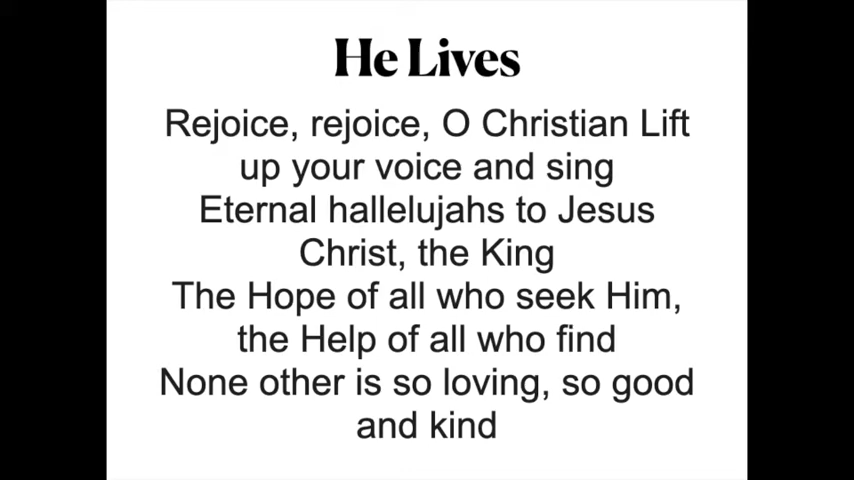 He Lives
Rejoice, rejoice, O Christian Lift
up your voice and sing
Eternal hallelujahs to Jesus
Christ, the King
The Hope of all who seek Him,
the Help of all who find
None other is so loving, so good
and kind